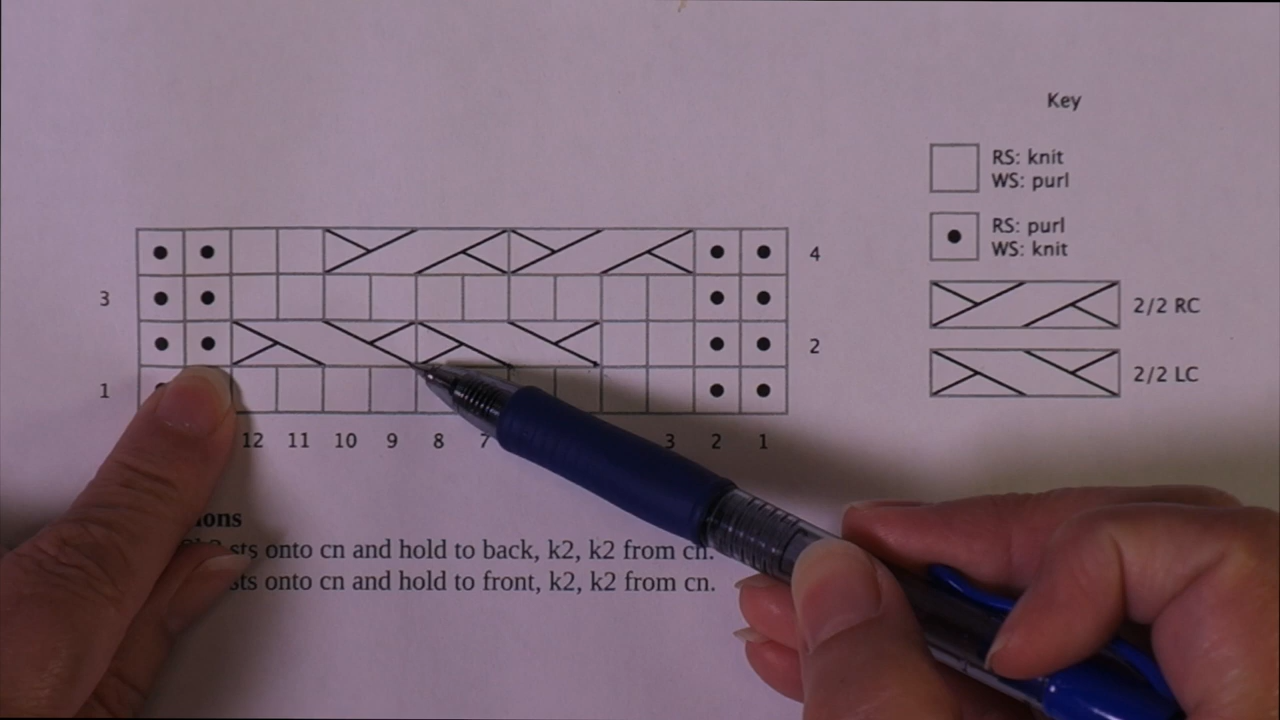 Key
RS: knit
WS: purl
RS: purl
WS: knit
2/2 RC
2/2 LC
4
3
2
1
12 11 10 9 8 7 3 2 1
sts onto cn and hold to back, k2, k2 from cn.
sts onto cn and hold to front, k2, k2 from cn.